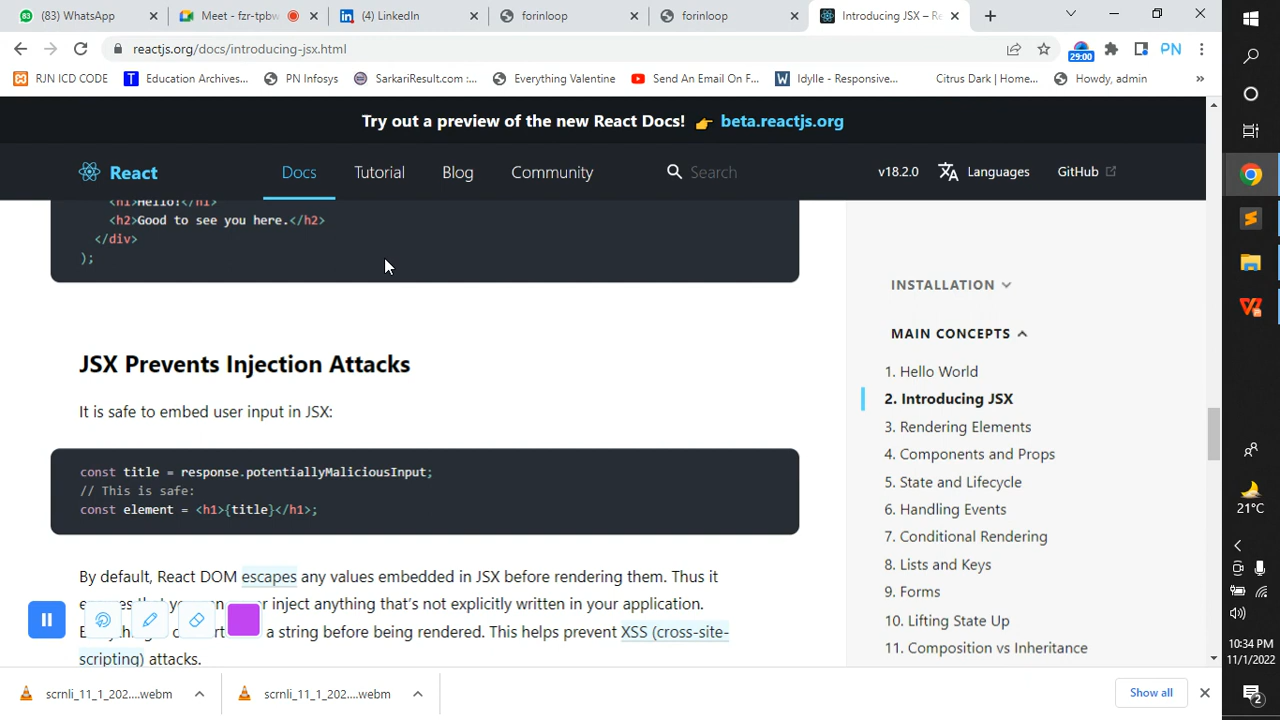 (83) WhatsApp
Meet - fzr-tpbw
(4) LinkedIn
forinloop
forinloop
Introducing JSX – Re
reactjs.org/docs/introducing-jsx.html
29:00
PN
RJN ICD CODE
Education Archives...
PN Infosys
SarkariResult.com :...
Everything Valentine
Send An Email On F...
Idylle - Responsive...
Citrus Dark | Home...
Howdy, admin
»
Try out a preview of the new React Docs! 👉 beta.reactjs.org
React
Docs
Tutorial
Blog
Community
Search
v18.2.0
Languages
GitHub
<h1>Hello!</h1>
<h2>Good to see you here.</h2>
</div>
);
JSX Prevents Injection Attacks
It is safe to embed user input in JSX:
const title = response.potentiallyMaliciousInput;
// This is safe:
const element = <h1>{title}</h1>;
By default, React DOM escapes any values embedded in JSX before rendering them. Thus it
inject anything that's not explicitly written in your application.
a string before being rendered. This helps prevent XSS (cross-site-
scripting) attacks.
INSTALLATION
MAIN CONCEPTS
1. Hello World
2. Introducing JSX
3. Rendering Elements
4. Components and Props
5. State and Lifecycle
6. Handling Events
7. Conditional Rendering
8. Lists and Keys
9. Forms
10. Lifting State Up
11. Composition vs Inheritance
scrnli_11_1_202....webm
scrnli_11_1_202....webm
Show all
21°C
10:34 PM
11/1/2022
2